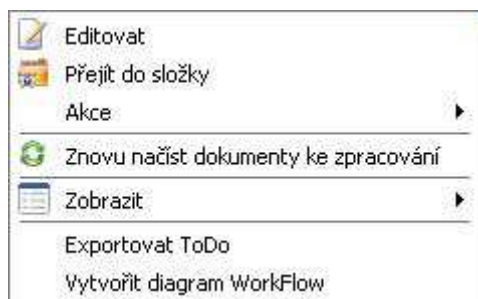 Editovat
Přejít do složky
Akce
Znovu načíst dokumenty ke zpracování
Zobrazit
Exportovat ToDo
Vytvořit diagram WorkFlow